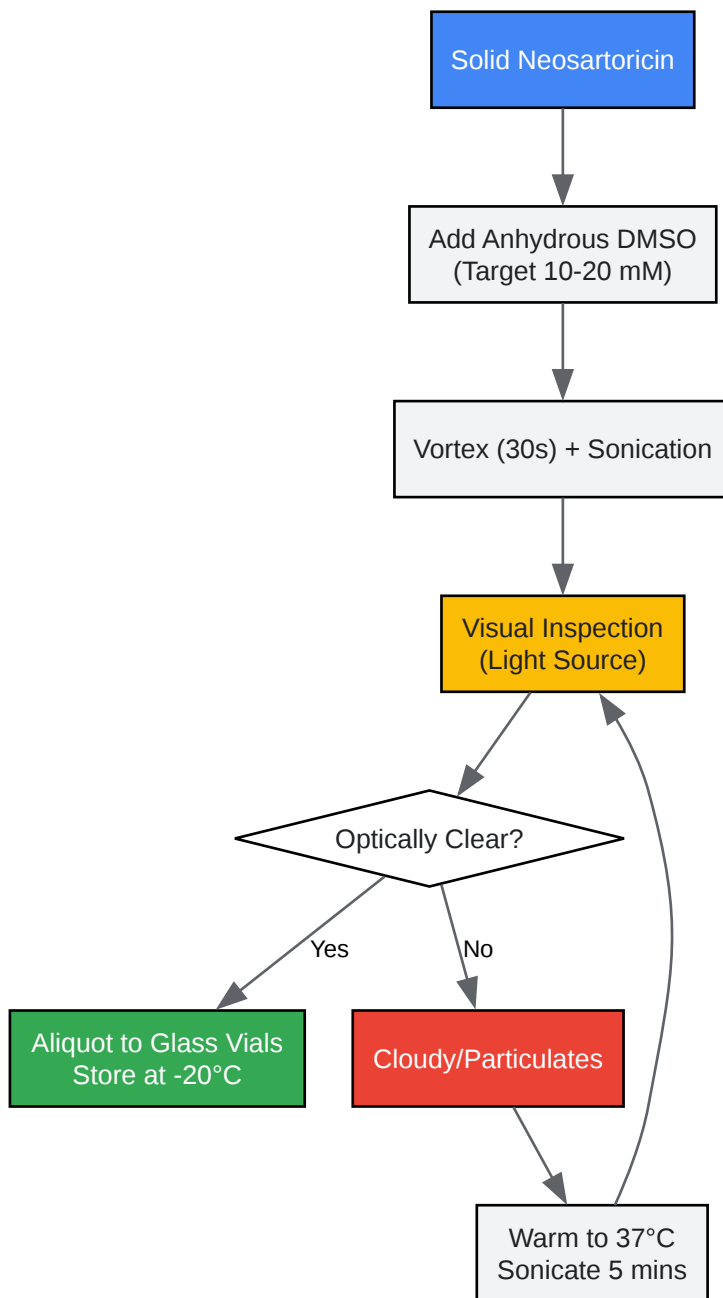 Solid Neosartoricin
Add Anhydrous DMSO
(Target 10-20 mM)
Vortex (30s) + Sonication
Visual Inspection
(Light Source)
Optically Clear?
Yes
No
Aliquot to Glass Vials
Store at -20°C
Cloudy/Particulates
Warm to 37°C
Sonicate 5 mins